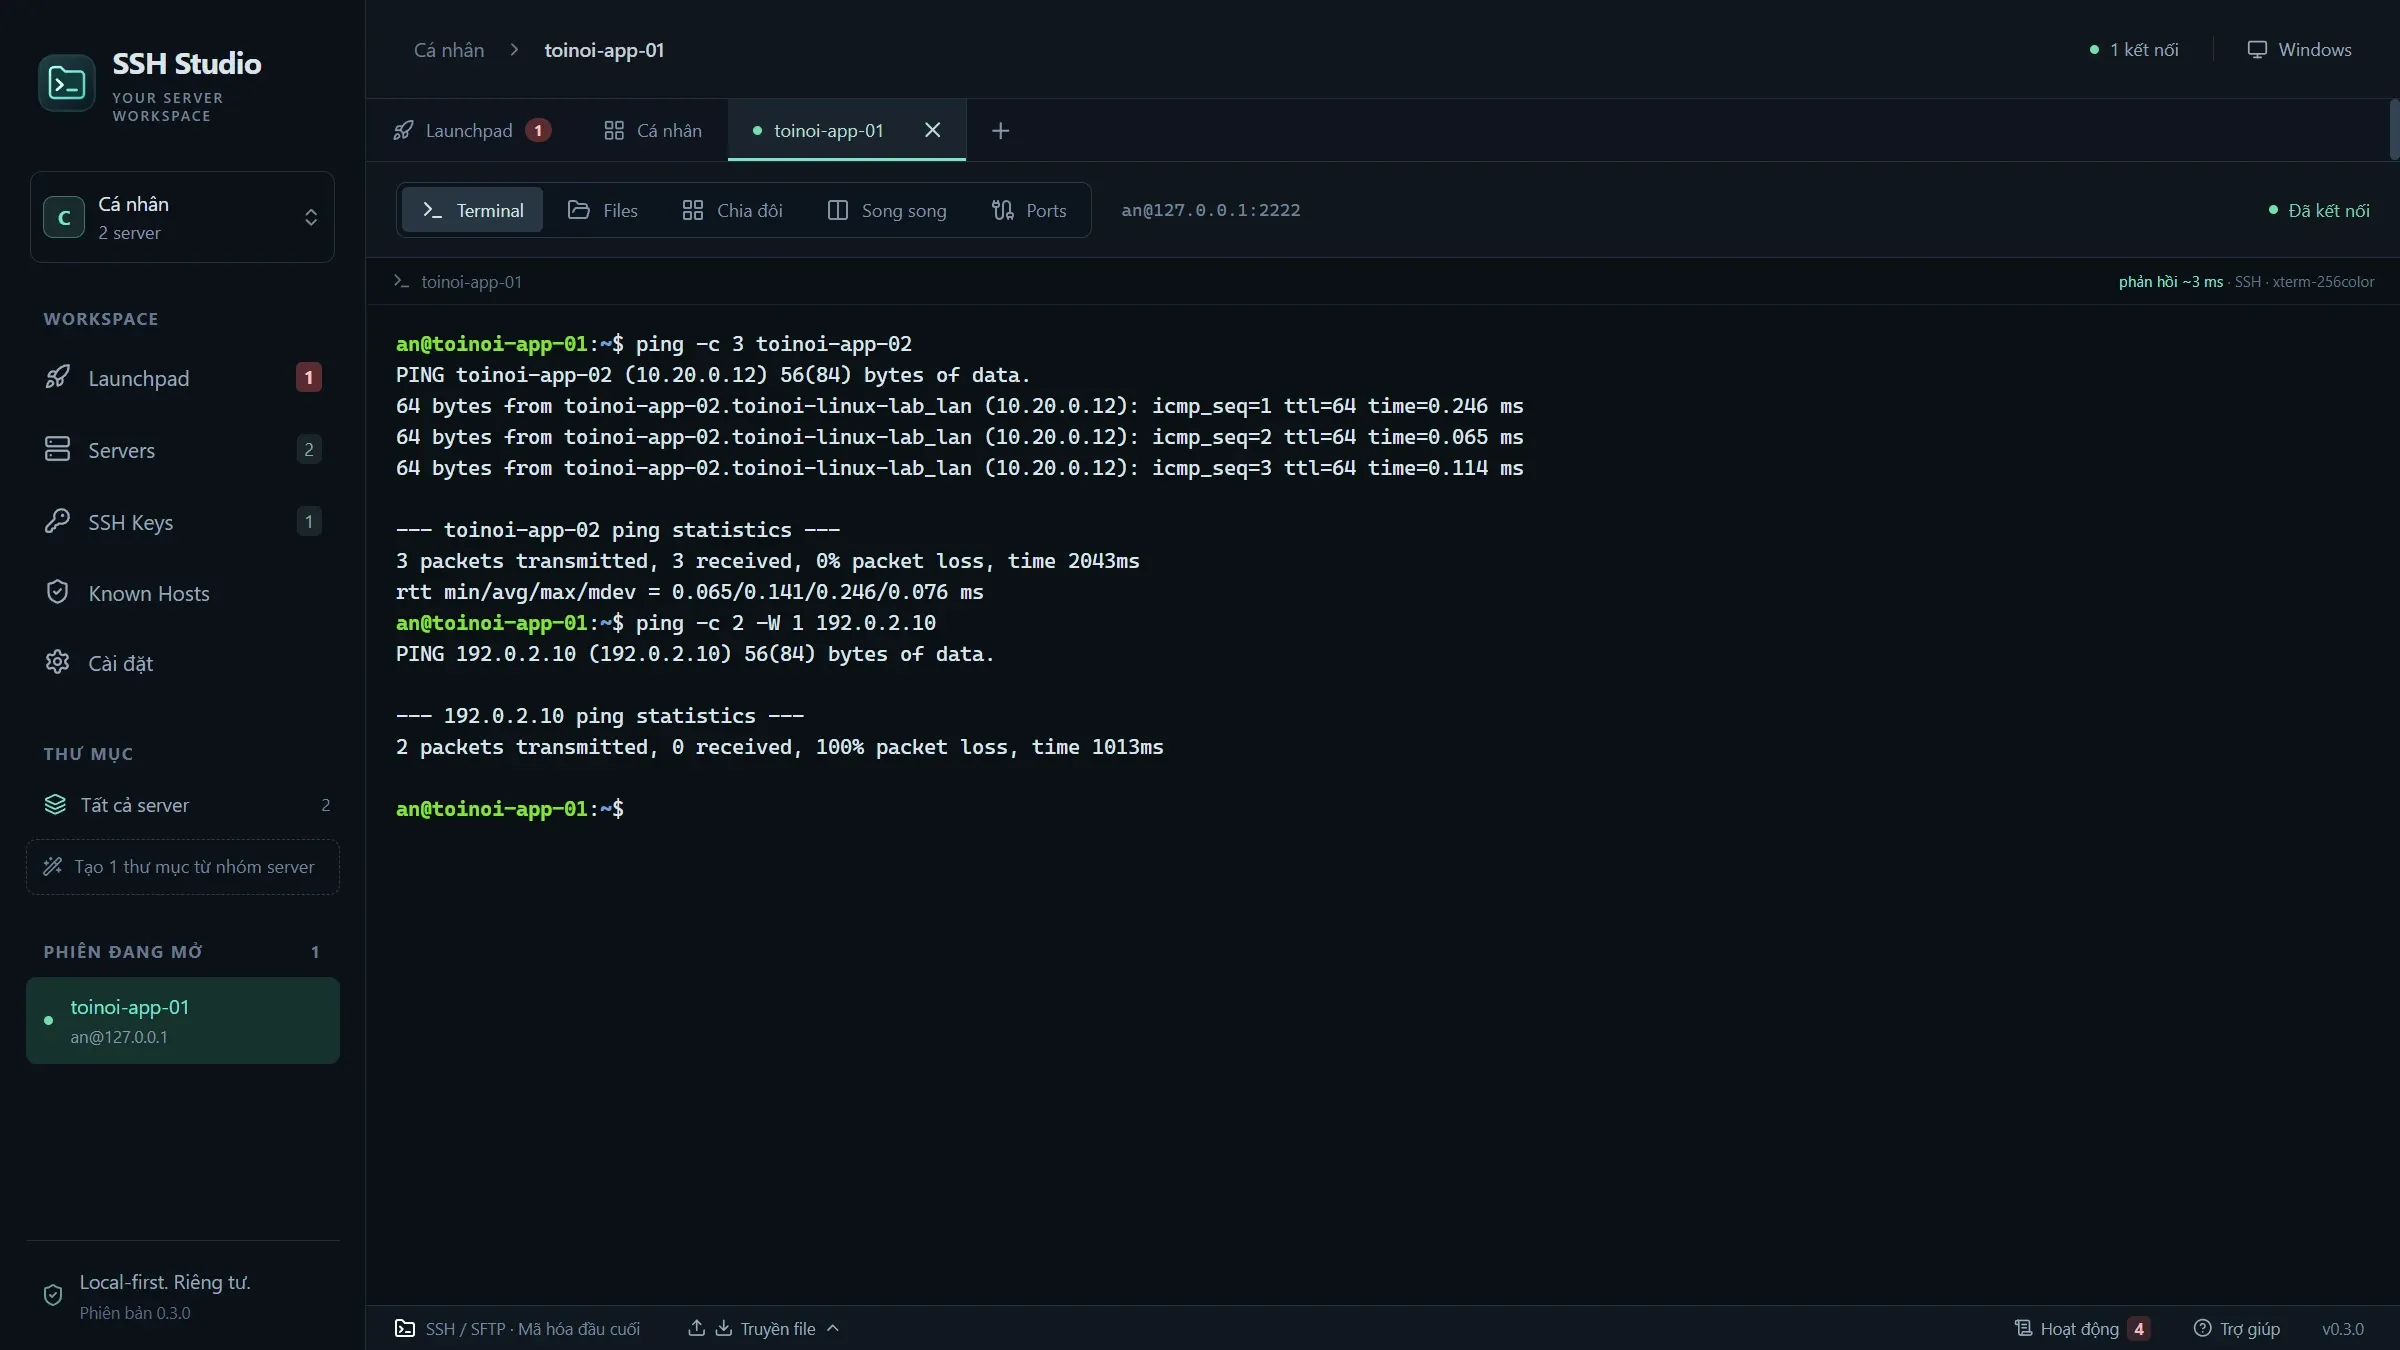 SSH Studio
YOUR SERVER
WORKSPACE
C
Cá nhân
2 server
WORKSPACE
Launchpad 1
Servers 2
SSH Keys 1
Known Hosts
Cài đặt
THƯ MỤC
Tất cả server 2
Tạo 1 thư mục từ nhóm server
PHIÊN ĐANG MỞ 1
toinoi-app-01
an@127.0.0.1
Local-first. Riêng tư.
Phiên bản 0.3.0
Cá nhân > toinoi-app-01
1 kết nối
Windows
Launchpad 1
Cá nhân
toinoi-app-01
Terminal
Files
Chia đôi
Song song
Ports
an@127.0.0.1:2222
Đã kết nối
toinoi-app-01
phản hồi ~3 ms · SSH · xterm-256color
an@toinoi-app-01:~$ ping -c 3 toinoi-app-02
PING toinoi-app-02 (10.20.0.12) 56(84) bytes of data.
64 bytes from toinoi-app-02.toinoi-linux-lab_lan (10.20.0.12): icmp_seq=1 ttl=64 time=0.246 ms
64 bytes from toinoi-app-02.toinoi-linux-lab_lan (10.20.0.12): icmp_seq=2 ttl=64 time=0.065 ms
64 bytes from toinoi-app-02.toinoi-linux-lab_lan (10.20.0.12): icmp_seq=3 ttl=64 time=0.114 ms
--- toinoi-app-02 ping statistics ---
3 packets transmitted, 3 received, 0% packet loss, time 2043ms
rtt min/avg/max/mdev = 0.065/0.141/0.246/0.076 ms
an@toinoi-app-01:~$ ping -c 2 -W 1 192.0.2.10
PING 192.0.2.10 (192.0.2.10) 56(84) bytes of data.
--- 192.0.2.10 ping statistics ---
2 packets transmitted, 0 received, 100% packet loss, time 1013ms
an@toinoi-app-01:~$
SSH / SFTP · Mã hóa đầu cuối
Truyền file
Hoạt động 4
Trợ giúp
v0.3.0